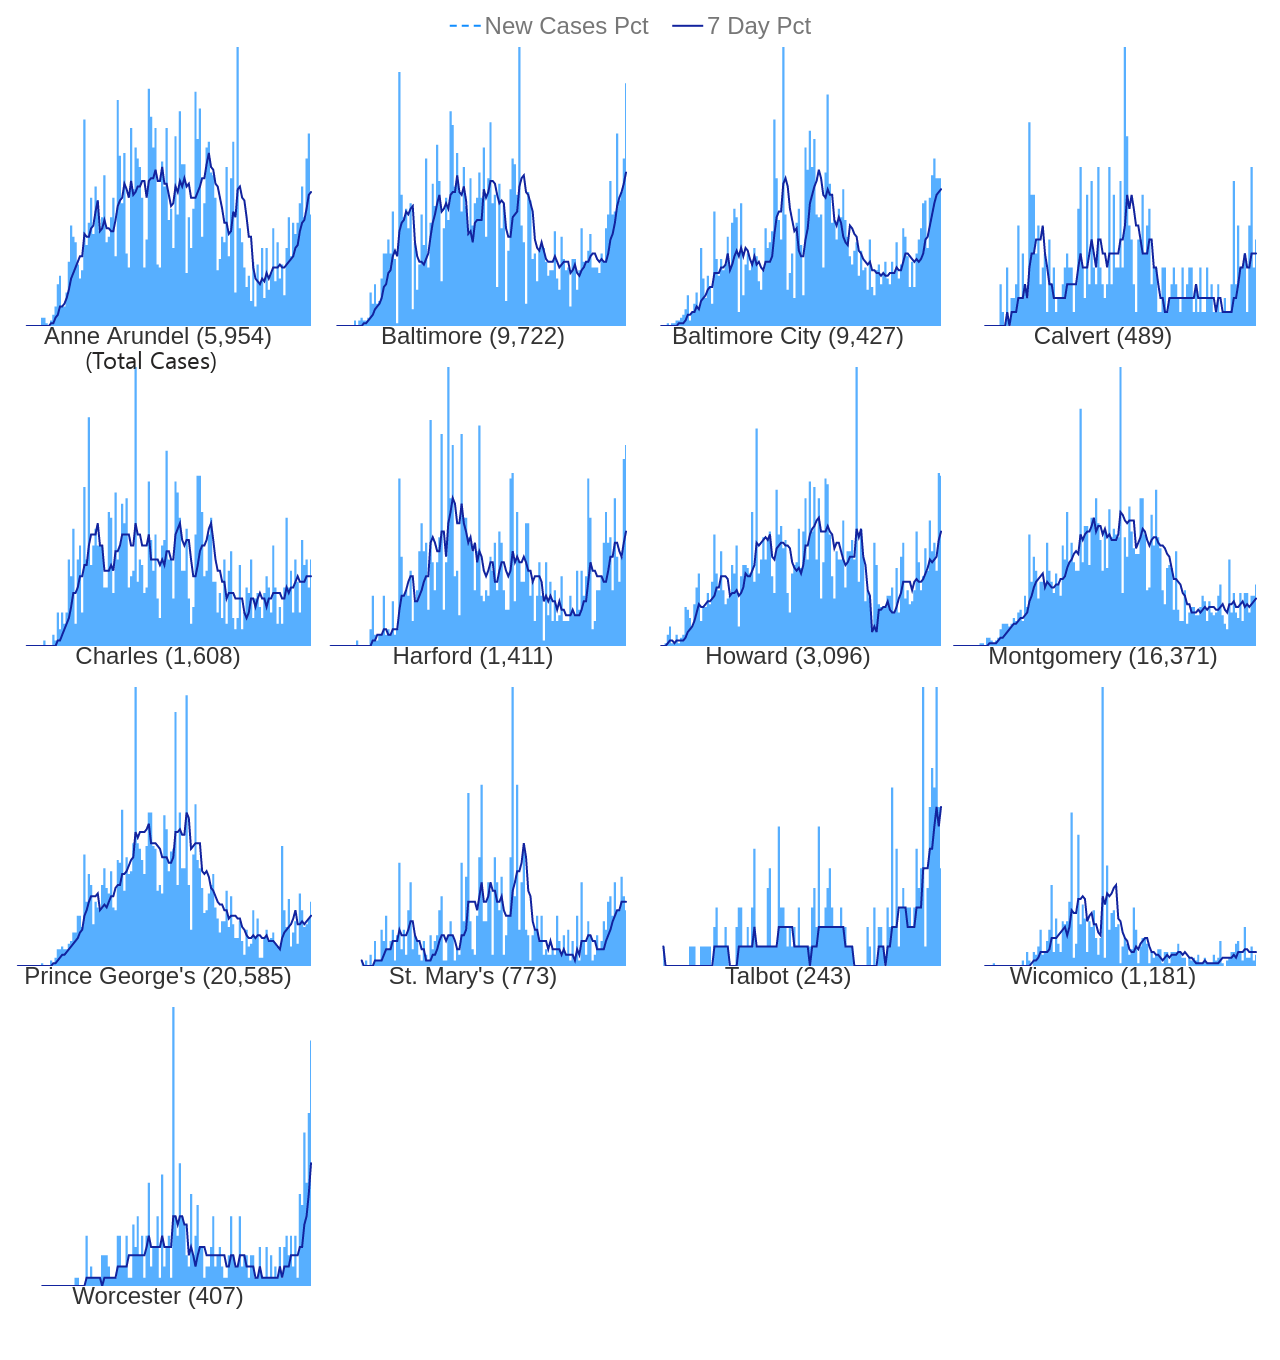 New Cases Pct 7 Day Pct
Anne Arundel (5,954) Baltimore (9,722) Baltimore City (9,427) Calvert (489)
(Total Cases)
Charles (1,608) Harford (1,411) Howard (3,096) Montgomery (16,371)
Prince George's (20,585) St. Mary's (773) Talbot (243) Wicomico (1,181)
Worcester (407)